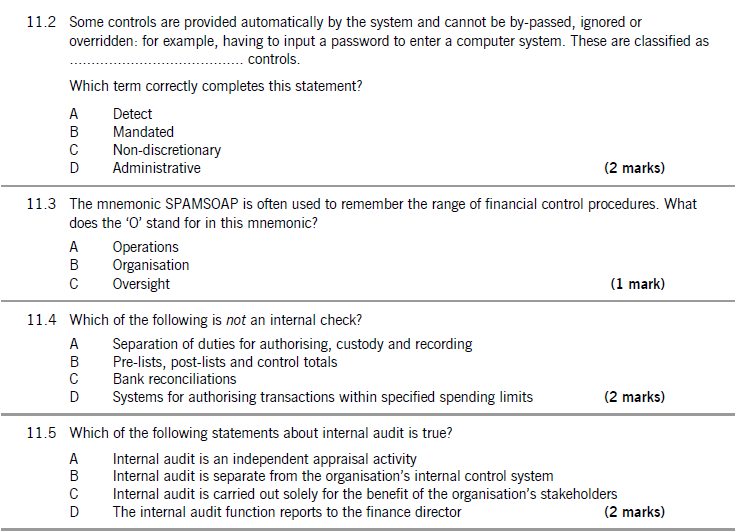 11.2 Some controls are provided automatically by the system and cannot be by-passed, ignored or
overridden: for example, having to input a password to enter a computer system. These are classified as
.......................................... controls.
Which term correctly completes this statement?
A Detect
B Mandated
C Non-discretionary
D Administrative (2 marks)
11.3 The mnemonic SPAMSOAP is often used to remember the range of financial control procedures. What
does the ‘O’ stand for in this mnemonic?
A Operations
B Organisation
C Oversight (1 mark)
11.4 Which of the following is not an internal check?
A Separation of duties for authorising, custody and recording
B Pre-lists, post-lists and control totals
C Bank reconciliations
D Systems for authorising transactions within specified spending limits (2 marks)
11.5 Which of the following statements about internal audit is true?
A Internal audit is an independent appraisal activity
B Internal audit is separate from the organisation’s internal control system
C Internal audit is carried out solely for the benefit of the organisation’s stakeholders
D The internal audit function reports to the finance director (2 marks)